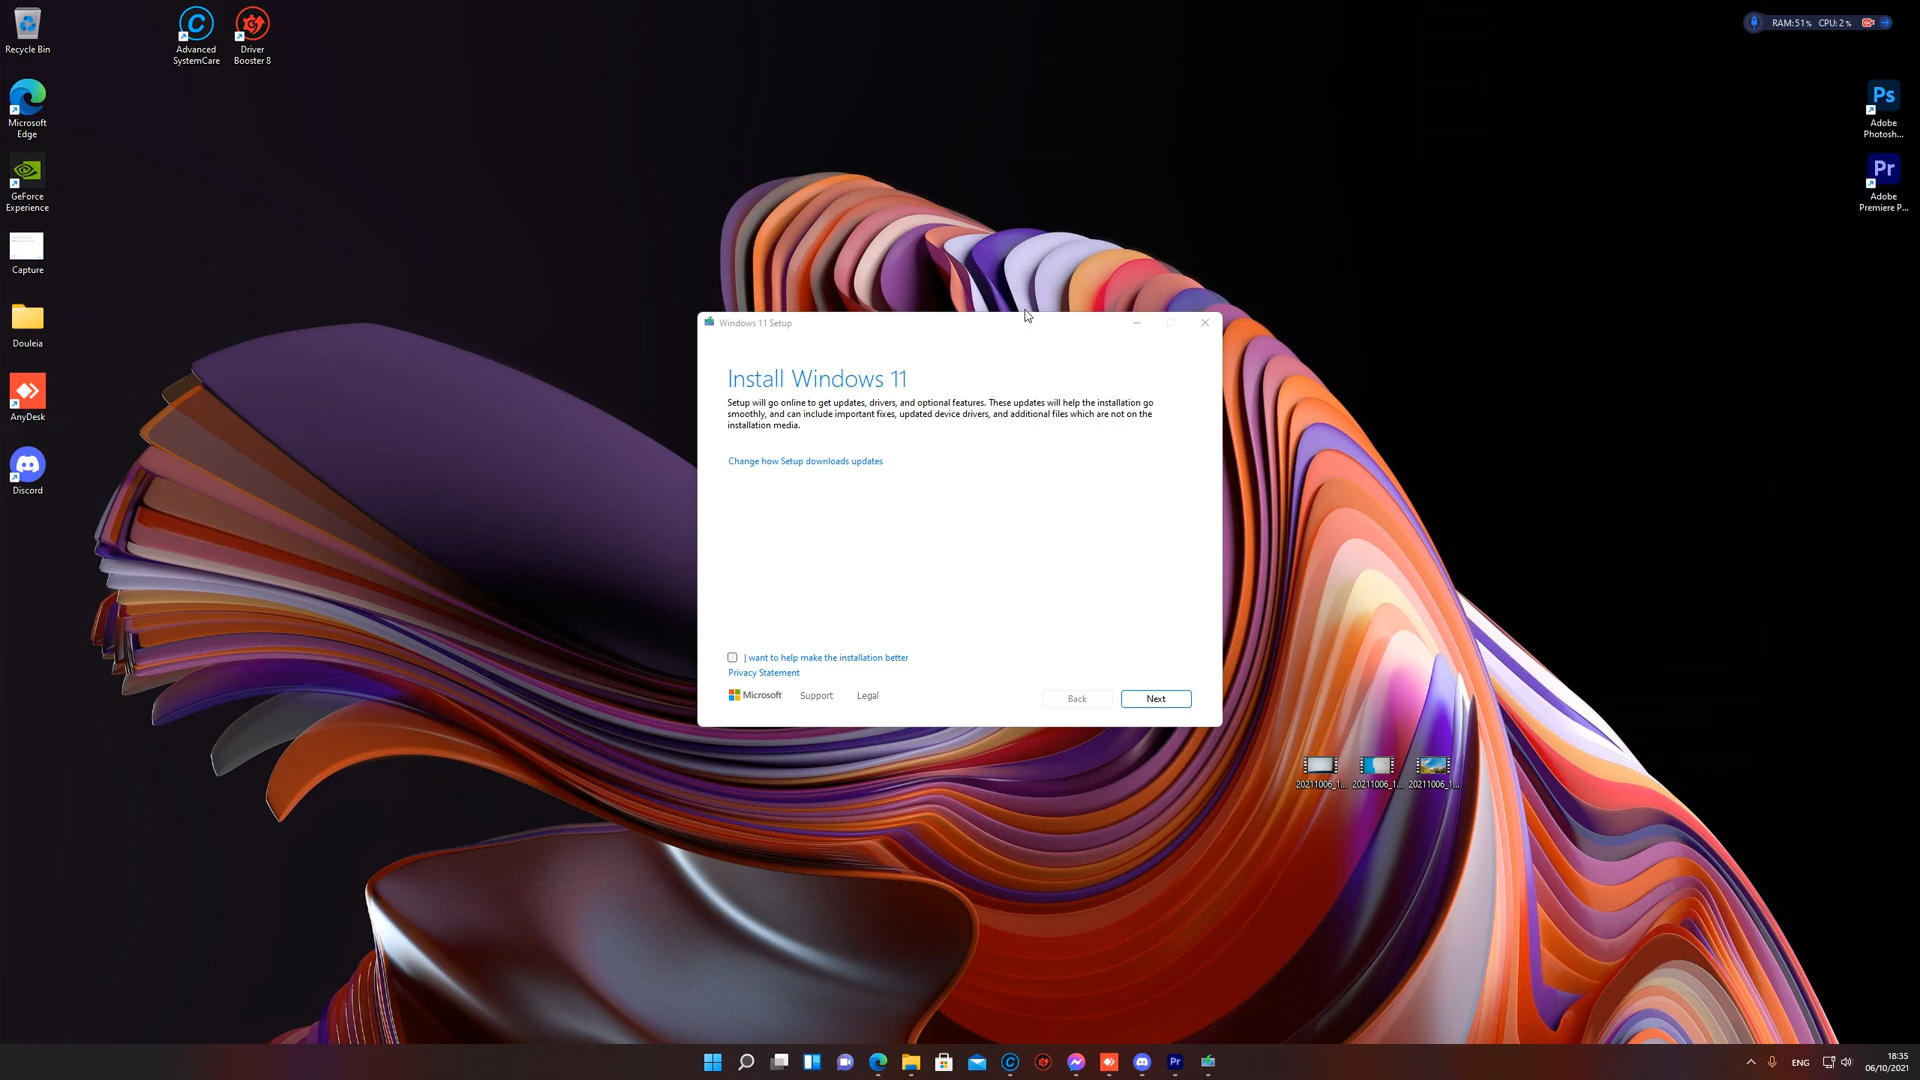 Recycle Bin
Advanced
SystemCare
Driver
Booster 8
RAM: 51% CPU: 2%
Microsoft
Edge
Ps
Adobe
Photosh...
GeForce
Experience
Pr
Adobe
Premiere P...
Capture
Douleia
AnyDesk
Discord
Windows 11 Setup
Install Windows 11
Setup will go online to get updates, drivers, and optional features. These updates will help the installation go
smoothly, and can include important fixes, updated device drivers, and additional files which are not on the
installation media.
Change how Setup downloads updates
I want to help make the installation better
Privacy Statement
Microsoft Support Legal
Back Next
20211006_1... 20211006_1... 20211006_1...
Pr
ENG
18:35
06/10/2021